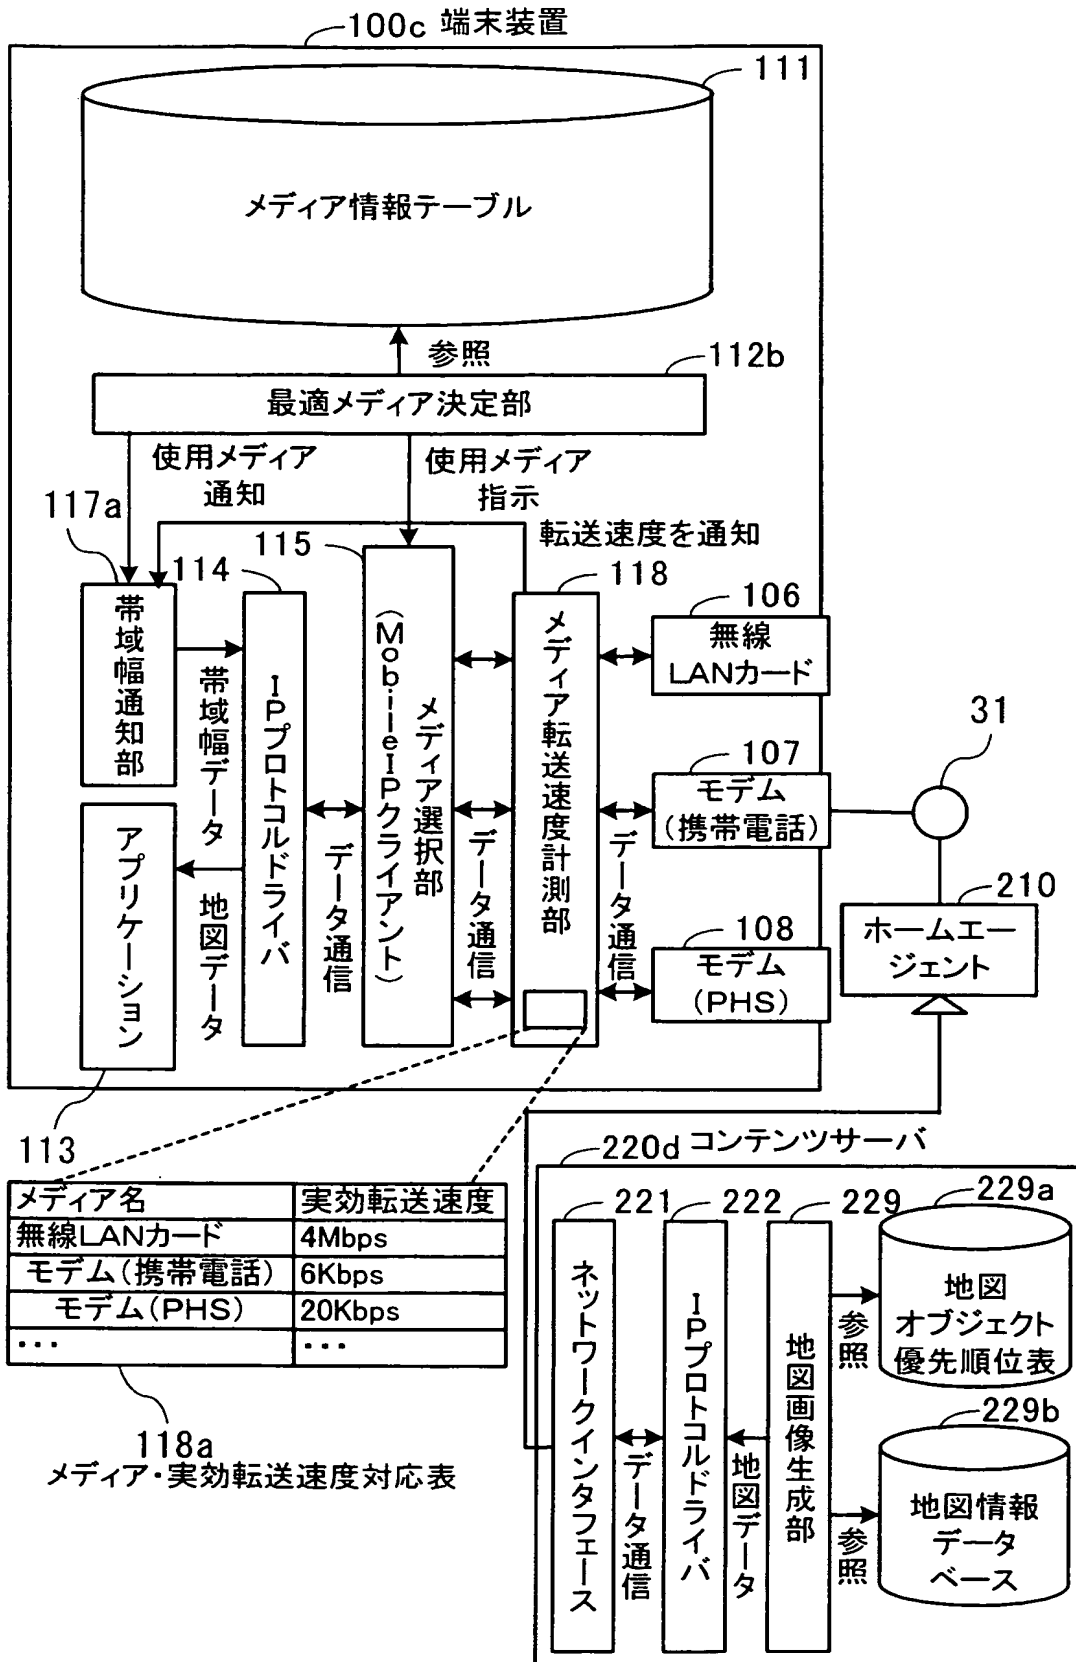 100c 端末装置
111
メディア情報テーブル
参照
112b
最適メディア決定部
使用メディア
通知
使用メディア
指示
転送速度を通知
117a
114
115
118
106
帯域幅通知部
帯域幅データ
IPプロトコルドライバ
データ通信
メディア選択部
(MobileIPクライアント)
データ通信
メディア転送速度計測部
データ通信
無線
LANカード
107
モデム
(携帯電話)
31
108
モデム
(PHS)
210
ホームエー
ジェント
アプリケーション
地図データ
113
メディア名 実効転送速度
無線LANカード 4Mbps
モデム(携帯電話) 6Kbps
モデム(PHS) 20Kbps
・・・ ・・・
118a
メディア・実効転送速度対応表
220d コンテンツサーバ
221
222
229
229a
ネットワークインタフェース
データ通信
IPプロトコルドライバ
地図データ
地図画像生成部
参照
地図
オブジェクト
優先順位表
229b
参照
地図情報
データ
ベース